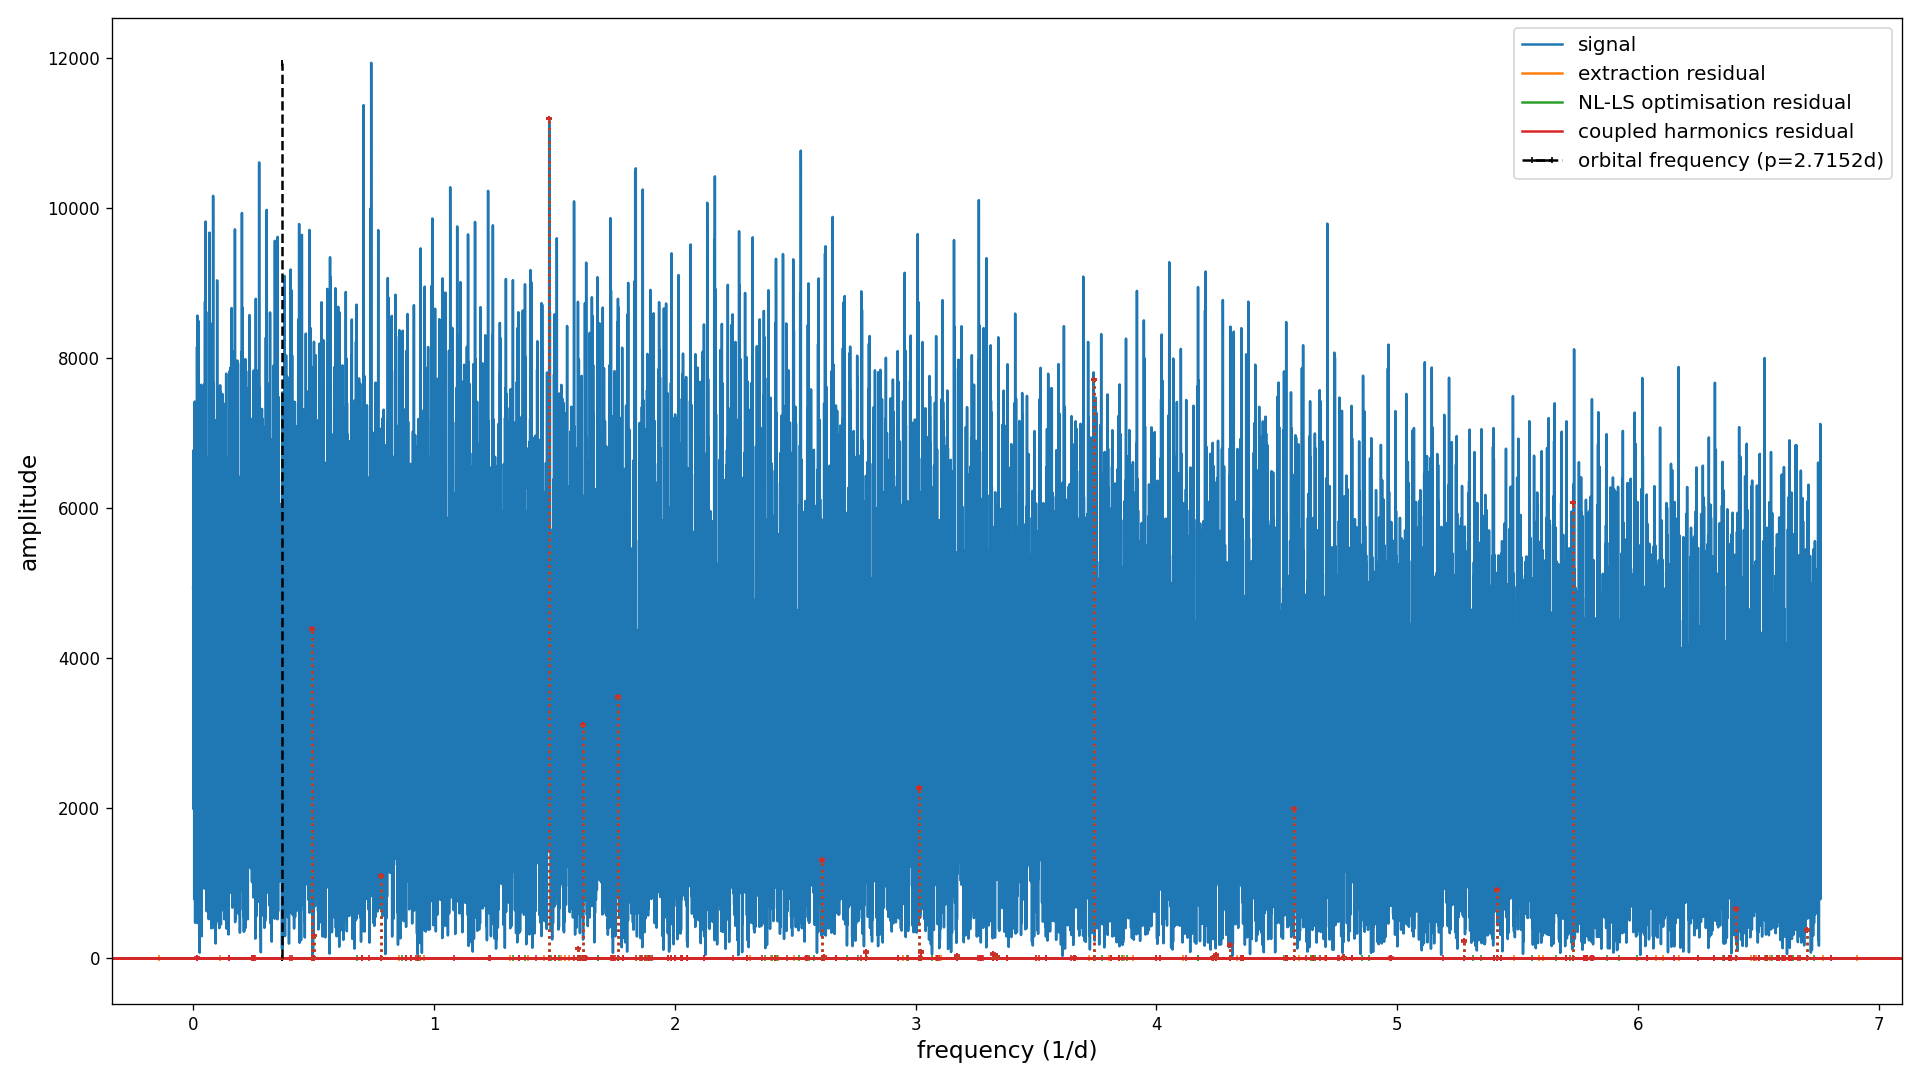 signal
extraction residual
NL-LS optimisation residual
coupled harmonics residual
orbital frequency (p=2.7152d)
12000
10000
8000
6000
4000
2000
0
amplitude
0 1 2 3 4 5 6 7
frequency (1/d)